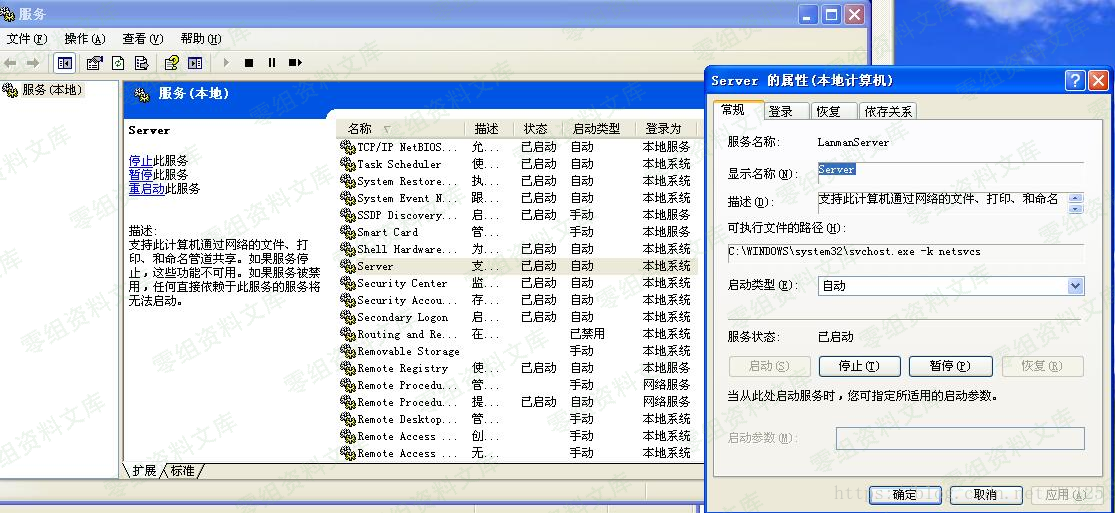 服务
文件(F) 操作(A) 查看(V) 帮助(H)
服务(本地)
服务(本地)
Server
停止此服务
暂停此服务
重启动此服务
描述:
支持此计算机通过网络的文件、打
印、和命名管道共享。如果服务停
止，这些功能不可用。如果服务被禁
用，任何直接依赖于此服务的服务将
无法启动。
名称 描述 状态 启动类型 登录为
TCP/IP NetBIOS... 允... 已启动 自动 本地服务
Task Scheduler 使... 已启动 自动 本地系统
System Restore... 执... 已启动 自动 本地系统
System Event N... 跟... 已启动 自动 本地系统
SSDP Discovery... 启... 已启动 手动 本地服务
Smart Card 管... 手动 本地服务
Shell Hardware... 为... 已启动 自动 本地系统
Server 支... 已启动 自动 本地系统
Security Center 监... 已启动 自动 本地系统
Security Accou... 存... 已启动 自动 本地系统
Secondary Logon 启... 已启动 自动 本地系统
Routing and Re... 在... 已禁用 本地系统
Removable Storage 手动 本地系统
Remote Registry 使... 已启动 自动 本地服务
Remote Procedu... 管... 手动 网络服务
Remote Procedu... 提... 已启动 自动 网络服务
Remote Desktop... 管... 手动 本地系统
Remote Access ... 创... 手动 本地系统
Remote Access ... 无... 手动 本地系统
扩展 标准
Server 的属性(本地计算机)
常规 登录 恢复 依存关系
服务名称: LanmanServer
显示名称(N): Server
描述(D): 支持此计算机通过网络的文件、打印、和命名
可执行文件的路径(H):
C:\WINDOWS\system32\svchost.exe -k netsvcs
启动类型(E): 自动
服务状态: 已启动
启动(S) 停止(T) 暂停(P) 恢复(R)
当从此处启动服务时，您可指定所适用的启动参数。
启动参数(M):
确定 取消 应用(A)
零组资料文库